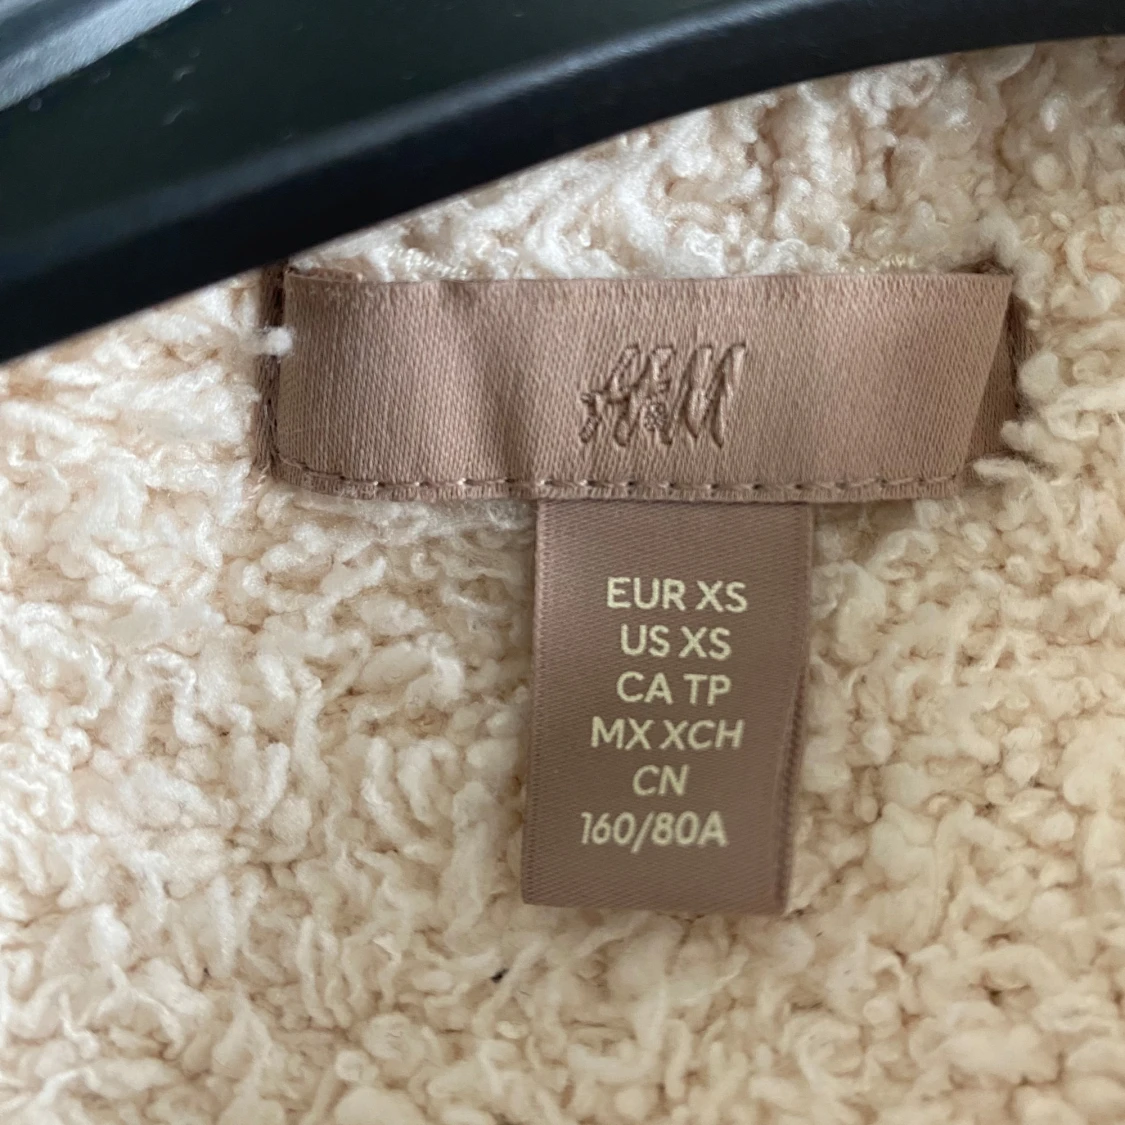 H&M
EUR XS
US XS
CA TP
MX XCH
CN
160/80A